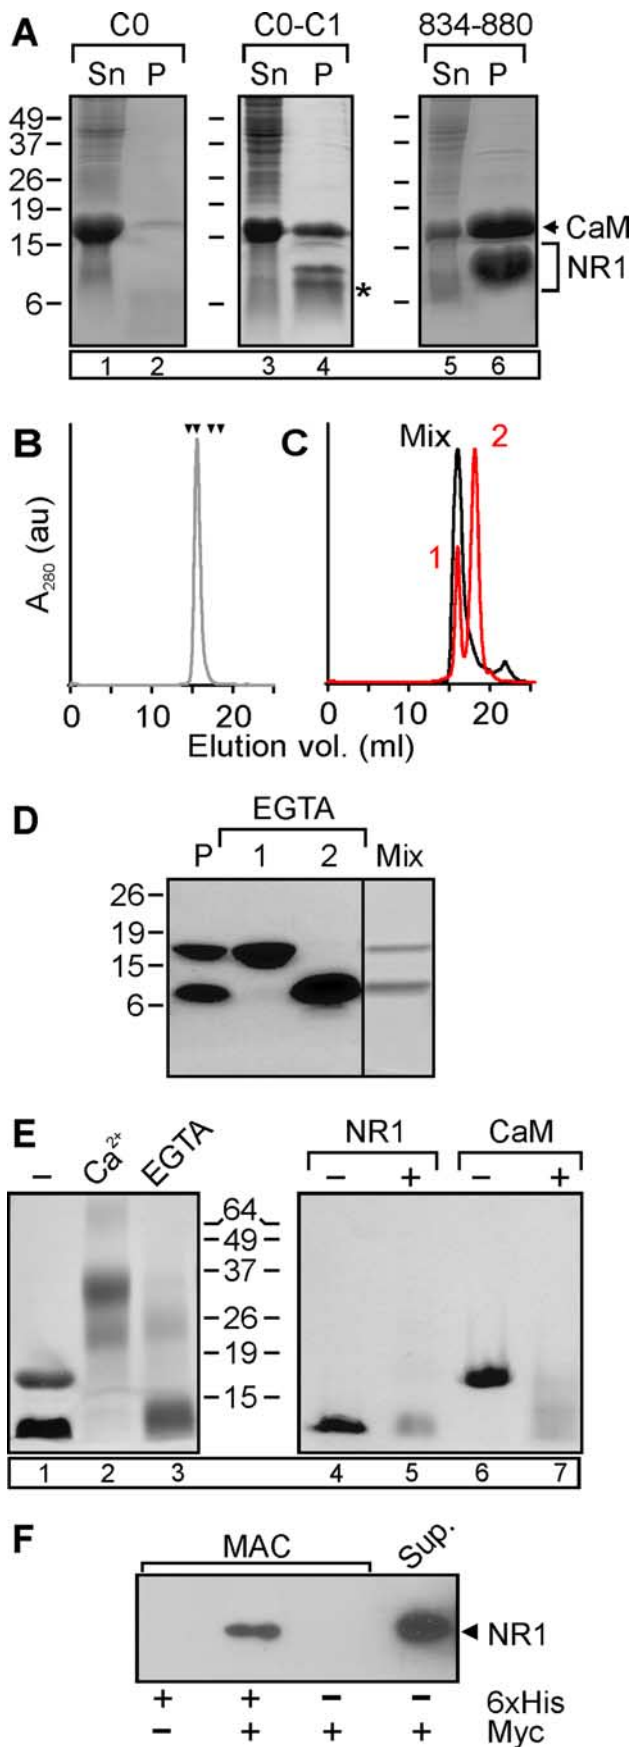 A
C0
C0-C1
834-880
Sn P
Sn P
Sn P
49
37
26
19
15
6
CaM
NR1
*
1 2
3 4
5 6
B
C
Mix
2
1
A280 (au)
0 10 20
0 10 20
Elution vol. (ml)
D
EGTA
P 1 2 Mix
26
19
15
6
E
NR1
CaM
– Ca2+ EGTA
– +
– +
64
49
37
26
19
15
1 2 3
4 5 6 7
F
MAC
Sup.
NR1
+ + – – 6xHis
– + + + Myc